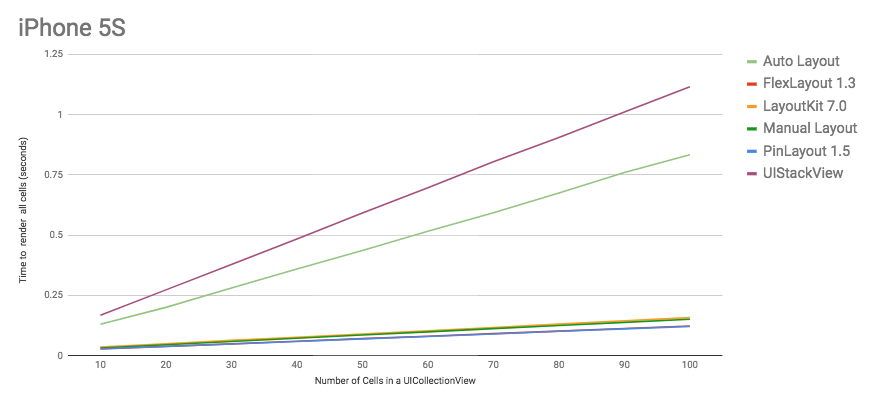 iPhone 5S
1.25
1
0.75
0.5
0.25
0
Time to render all cells (seconds)
10 20 30 40 50 60 70 80 90 100
Number of Cells in a UICollectionView
Auto Layout
FlexLayout 1.3
LayoutKit 7.0
Manual Layout
PinLayout 1.5
UIStackView